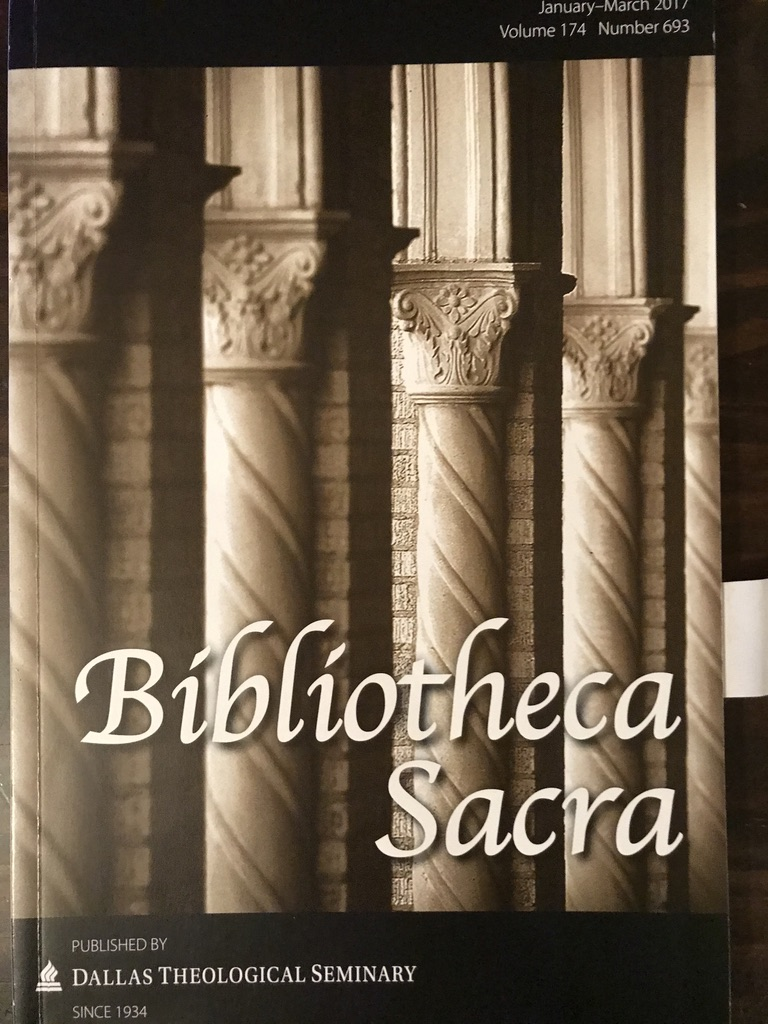 January–March 2017
Volume 174 Number 693
Bibliotheca
Sacra
PUBLISHED BY
DALLAS THEOLOGICAL SEMINARY
SINCE 1934